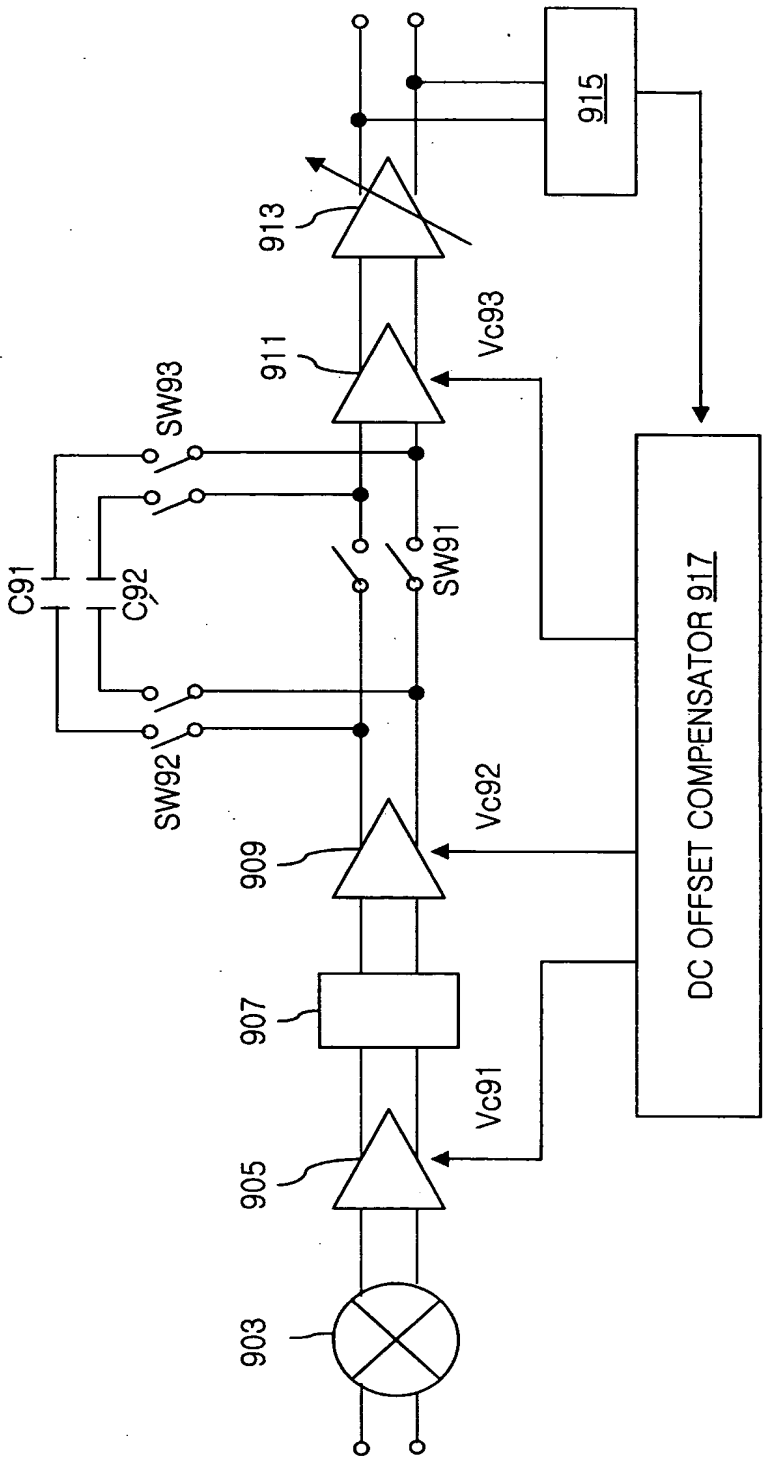 903
905
907
909
911
913
915
SW92
C91
C92
SW93
SW91
Vc91
Vc92
Vc93
DC OFFSET COMPENSATOR 917